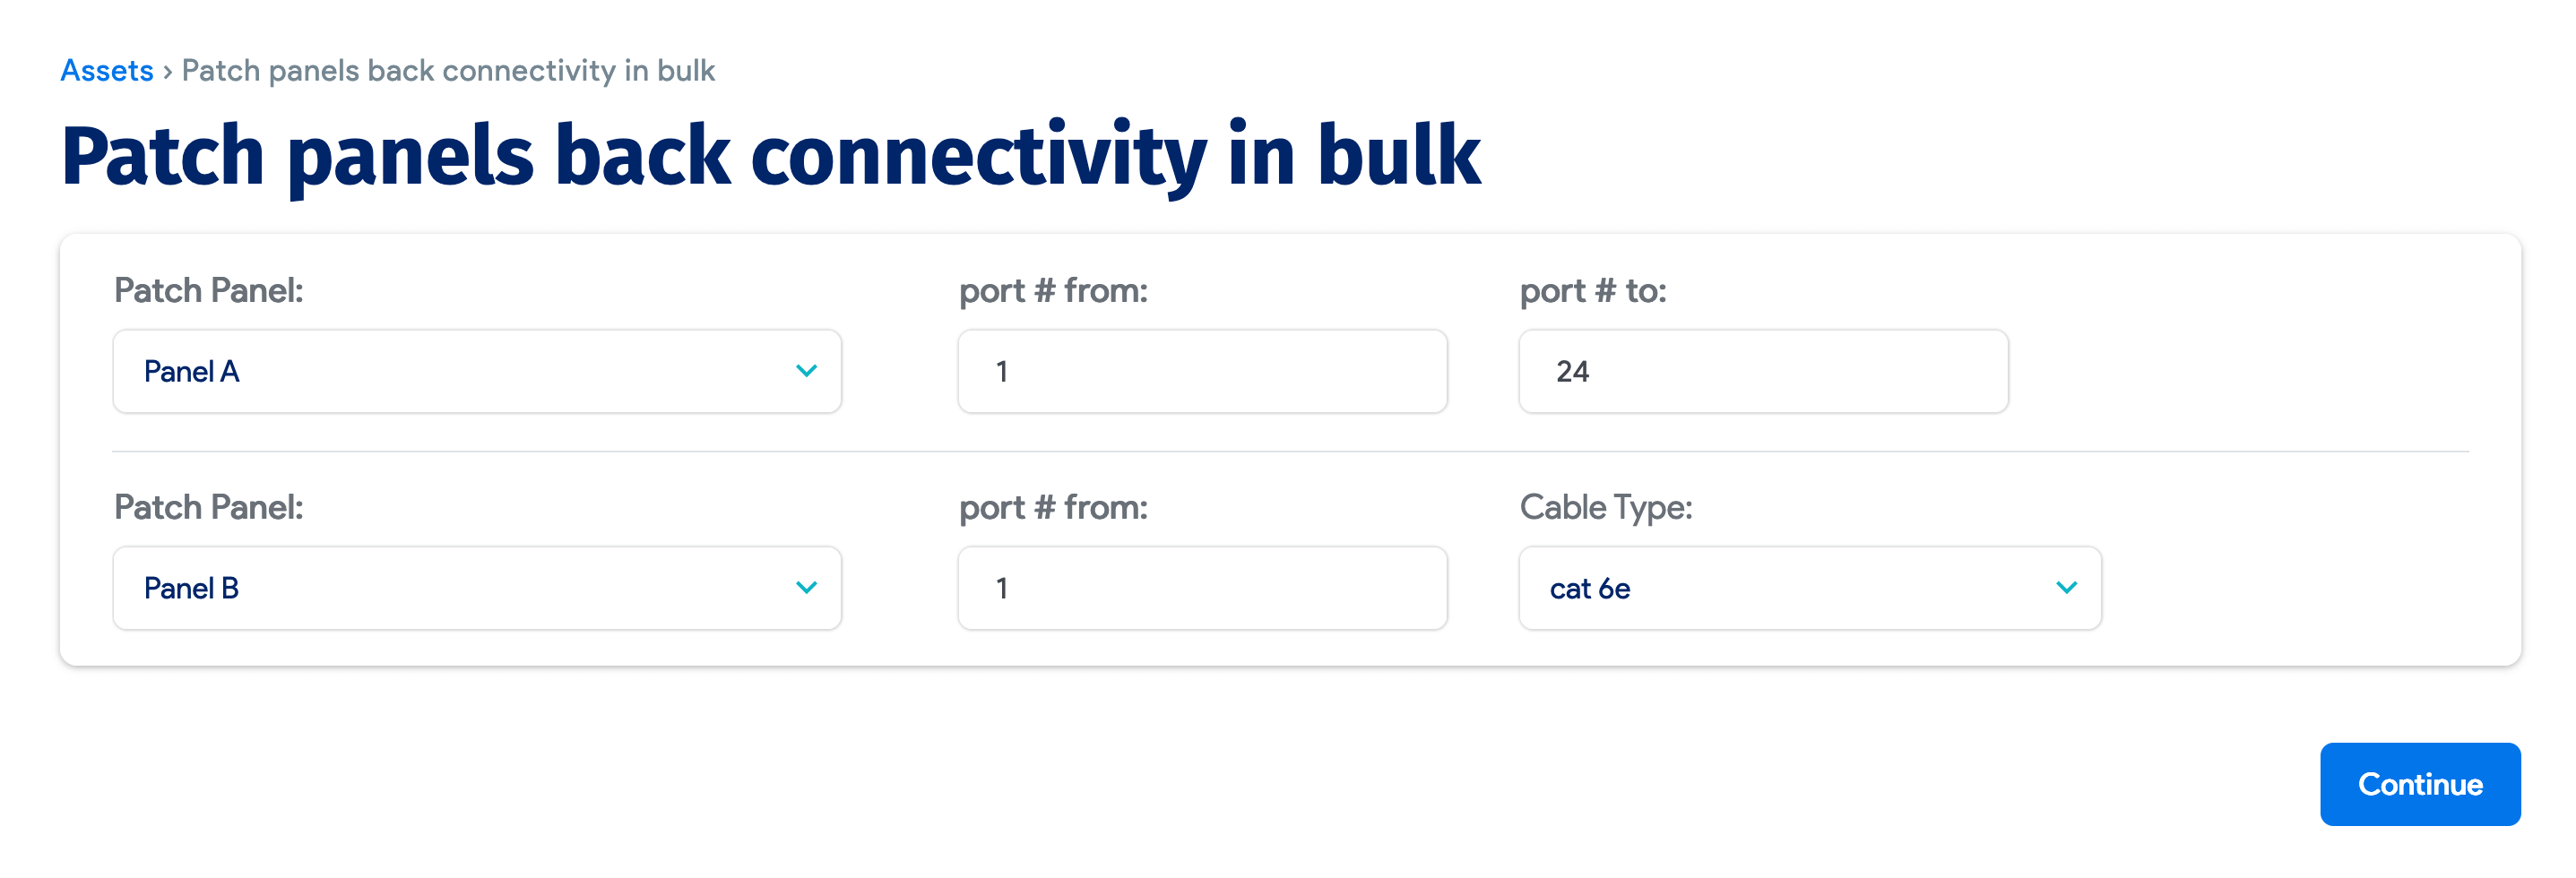 Assets › Patch panels back connectivity in bulk
Patch panels back connectivity in bulk
Patch Panel: port # from: port # to:
Panel A 1 24
Patch Panel: port # from: Cable Type:
Panel B 1 cat 6e
Continue